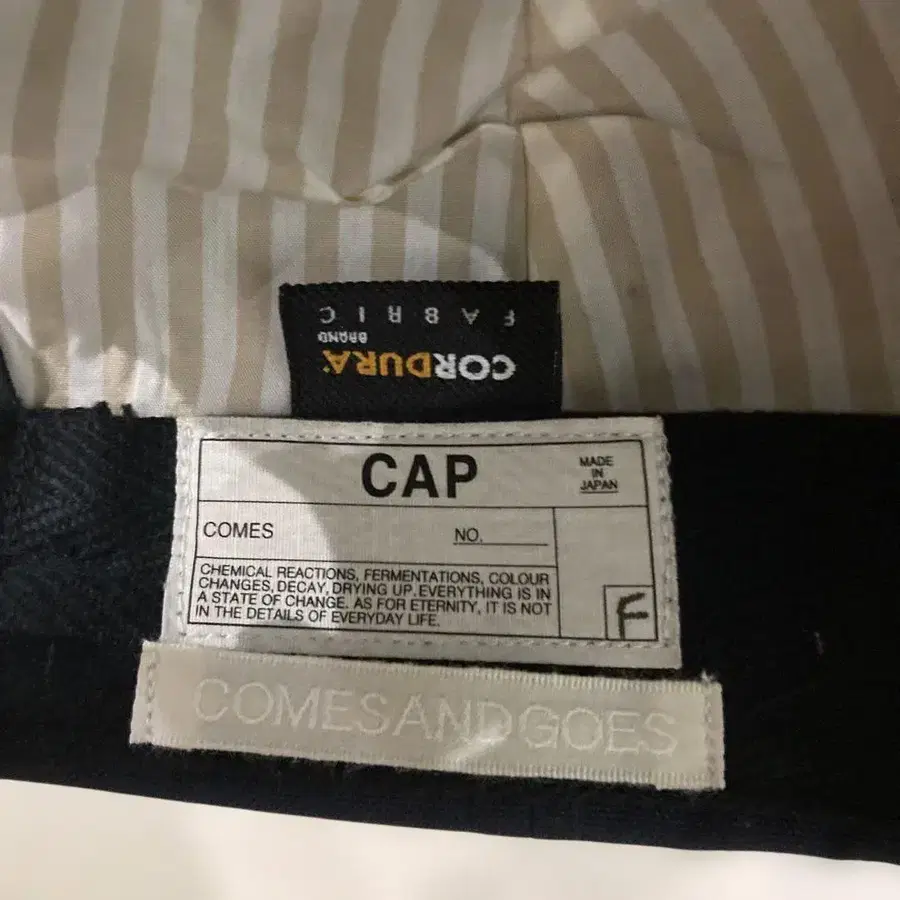 CORDURA
BRAND
FABRIC
CAP
MADE
IN
JAPAN
COMES
NO.
CHEMICAL REACTIONS, FERMENTATIONS, COLOUR
CHANGES, DECAY, DRYING UP. EVERYTHING IS IN
A STATE OF CHANGE. AS FOR ETERNITY, IT IS NOT
IN THE DETAILS OF EVERYDAY LIFE.
F
COMESANDGOES